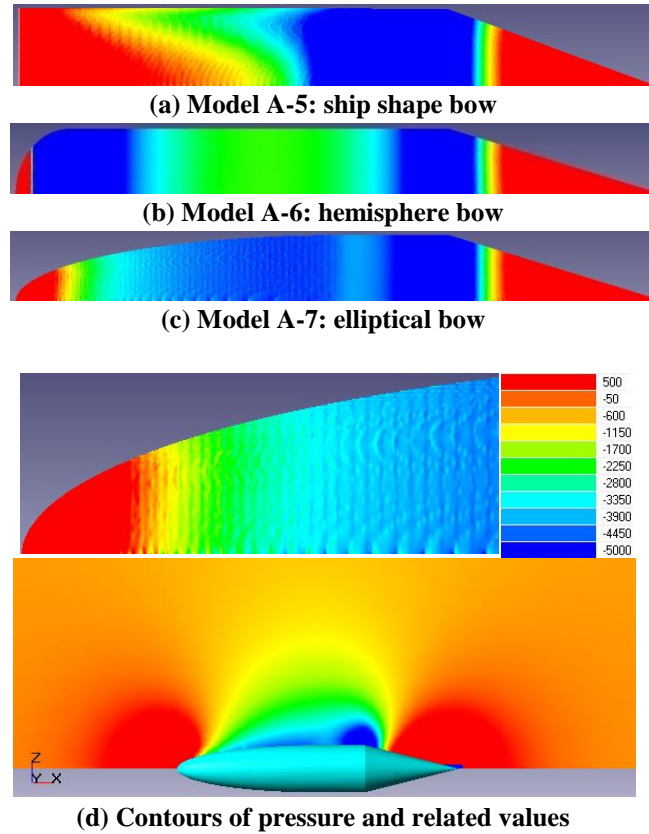 (a) Model A-5: ship shape bow
(b) Model A-6: hemisphere bow
(c) Model A-7: elliptical bow
500
-50
-600
-1150
-1700
-2250
-2800
-3350
-3900
-4450
-5000
Z
Y X
(d) Contours of pressure and related values